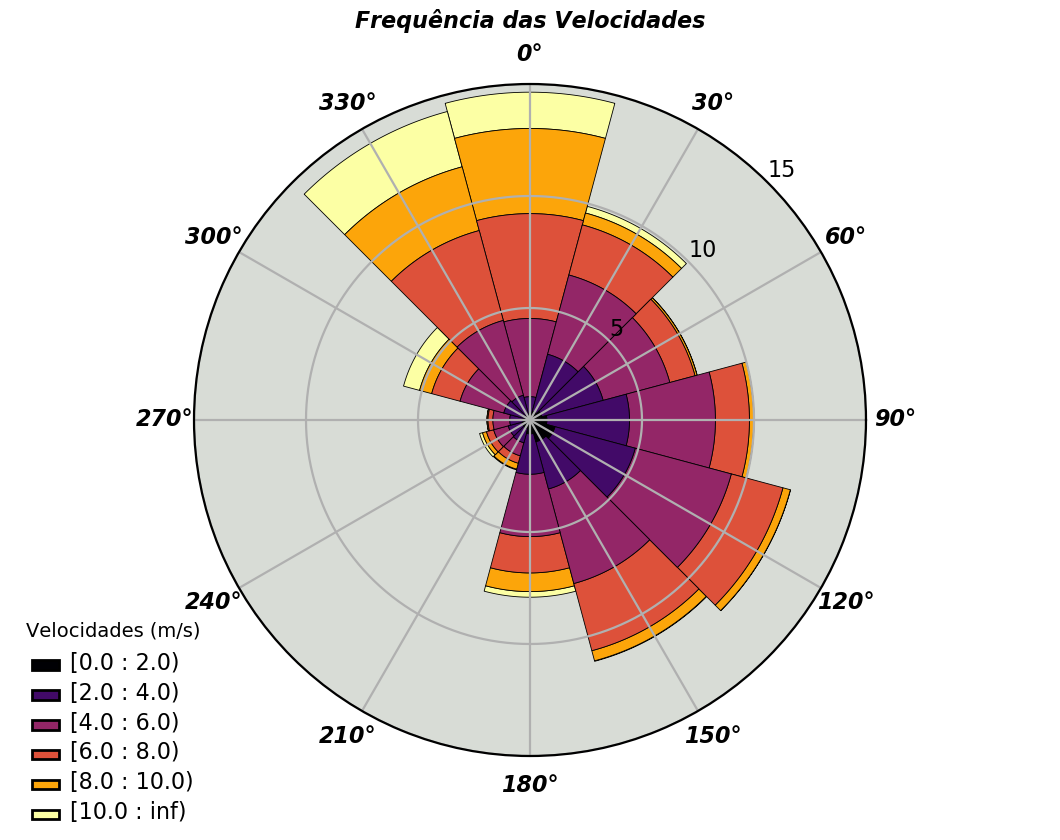 Frequência das Velocidades
0°
330°
30°
15
300°
60°
10
5
270°
90°
240°
120°
210°
150°
180°
Velocidades (m/s)
[0.0 : 2.0)
[2.0 : 4.0)
[4.0 : 6.0)
[6.0 : 8.0)
[8.0 : 10.0)
[10.0 : inf)